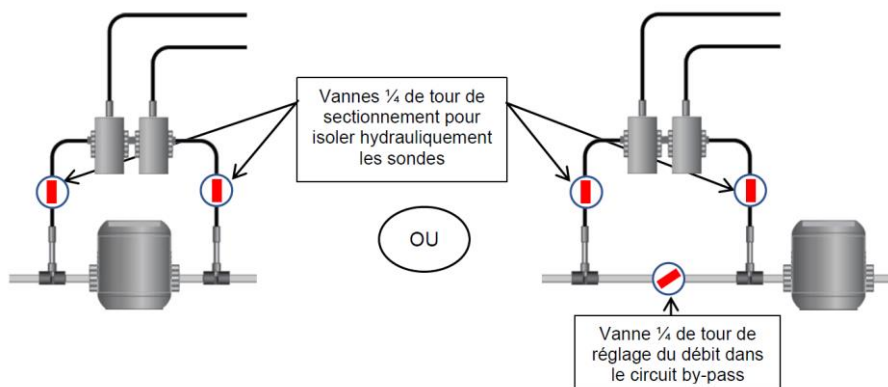 Vannes ¼ de tour de
sectionnement pour
isoler hydrauliquement
les sondes
OU
Vanne ¼ de tour de
réglage du débit dans
le circuit by-pass